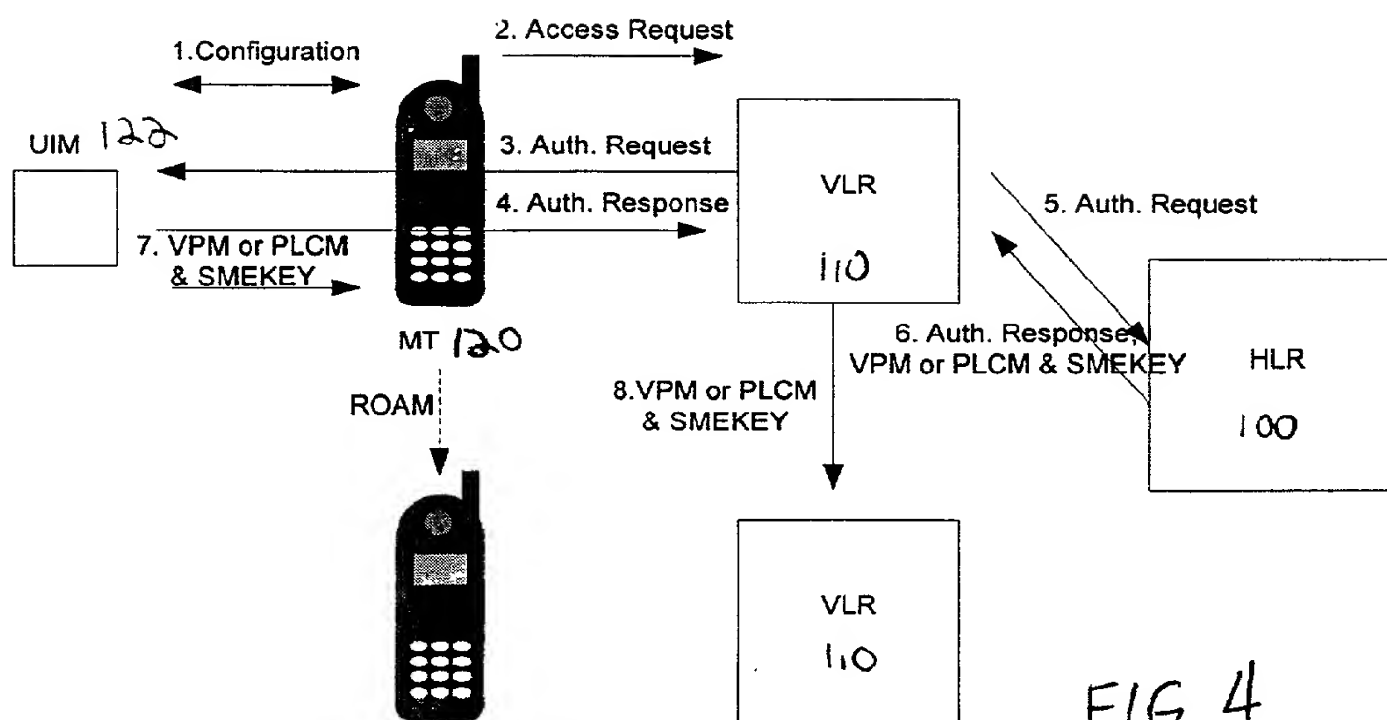 2. Access Request
1.Configuration
UIM 122
3. Auth. Request
VLR
110
4. Auth. Response
5. Auth. Request
7. VPM or PLCM
& SMEKEY
MT 120
6. Auth. Response,
VPM or PLCM & SMEKEY
HLR
100
8.VPM or PLCM
& SMEKEY
ROAM
VLR
110
FIG 4